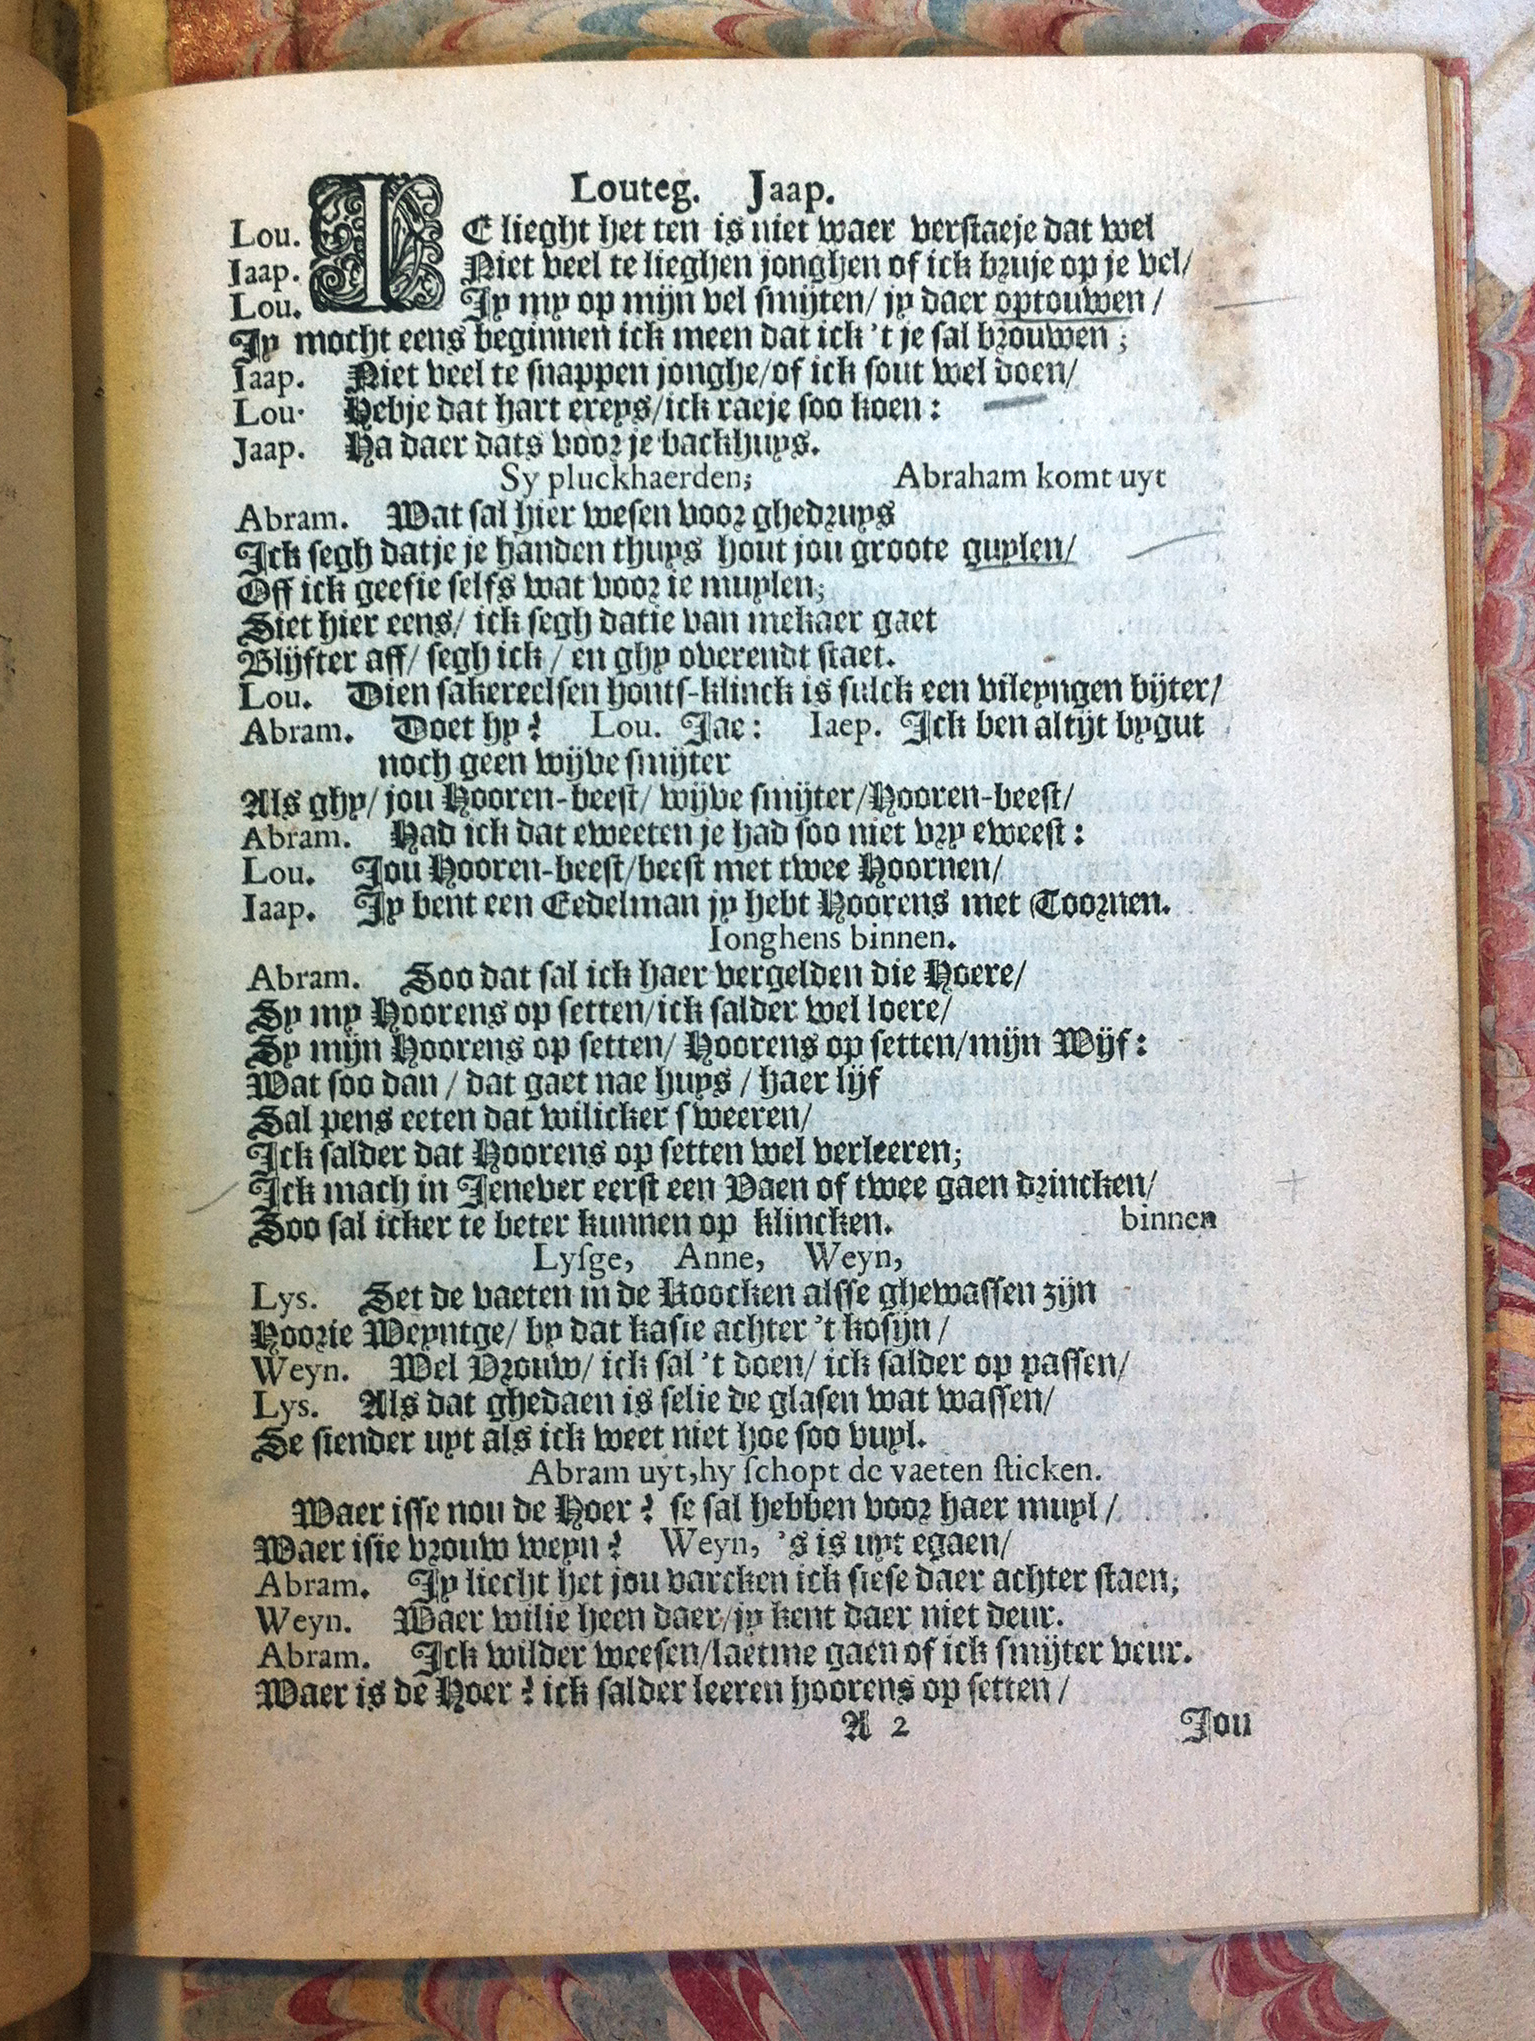 Louteg. Jaap.
Lou. IE lieght het ten is niet waer verstaeje dat wel
Iaap. Niet veel te lieghen jonghen of ick bruje op je vel/
Lou. Jy my op mijn vel smijten/ jy daer optouwen /
Jy mocht eens beginnen ick meen dat ick 't je sal brouwen ;
Iaap. Niet veel te snappen jonghe/of ick sout wel doen/
Lou. Hebje dat hart ereys/ick raeje soo koen :
Jaap. Ha daer dats voor je backhuys.
Sy pluckhaerden; Abraham komt uyt
Abram. Wat sal hier wesen voor ghedruys
Ick segh datje je handen thuys hout jou groote guylen/
Off ick geefie selfs wat voor ie muylen;
Siet hier eens/ ick segh datie van mekaer gaet
Blijfter aff/ segh ick / en ghy overendt staet.
Lou. Dien sakereelsen honts-klinck is sulck een vileyngen bijter/
Abram. Doet hy? Lou. Jae: Iaep. Ick ben altijt bygut
noch geen wijve smijter
Als ghy/ jou Hooren-beest/ wijve smijter/Hooren-beest/
Abram. Had ick dat eweeten je had soo niet vry eweest:
Lou. Jou Hooren-beest/beest met twee Hoornen/
Iaap. Jy bent een Eedelman jy hebt Hoorens met Toornen.
Ionghens binnen.
Abram. Soo dat sal ick haer vergelden die Hoere/
Sy my Hoorens op setten/ick salder wel loere/
Sy mijn Hoorens op setten/ Hoorens op setten/mijn Wijf:
Wat soo dan / dat gaet nae huys / haer lijf
Sal pens eeten dat wilicker sweeren/
Ick salder dat Hoorens op setten wel verleeren;
Ick mach in Jenever eerst een Vaen of twee gaen drincken/
Soo sal icker te beter kunnen op klincken. binnen
Lysge, Anne, Weyn,
Lys. Set de vaeten in de Koocken alsse ghewassen zijn
Hoorie Weyntge/ by dat kasie achter 't kosijn /
Weyn. Wel Vrouw/ ick sal 't doen/ ick salder op passen/
Lys. Als dat ghedaen is selie de glasen wat wassen/
Se siender uyt als ick weet niet hoe soo vuyl.
Abram uyt,hy schopt de vaeten sticken.
Waer isse nou de Hoer? se sal hebben voor haer muyl /
Waer isie vrouw weyn? Weyn, 's is uyt egaen/
Abram. Jy liecht het jou varcken ick siese daer achter staen;
Weyn. Waer wilie heen daer/jy kent daer niet deur.
Abram. Ick wilder weesen/laetme gaen of ick smijter veur.
Waer is de Hoer? ick salder leeren hoorens op setten /
A 2 Jou